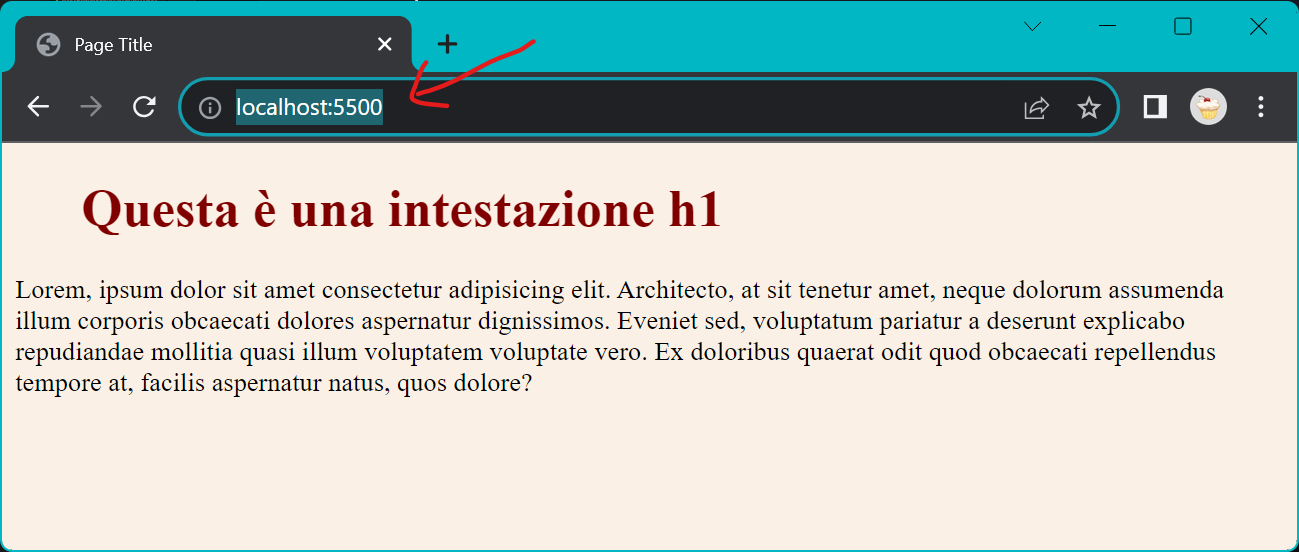 Page Title
localhost:5500
Questa è una intestazione h1
Lorem, ipsum dolor sit amet consectetur adipisicing elit. Architecto, at sit tenetur amet, neque dolorum assumenda
illum corporis obcaecati dolores aspernatur dignissimos. Eveniet sed, voluptatum pariatur a deserunt explicabo
repudiandae mollitia quasi illum voluptatem voluptate vero. Ex doloribus quaerat odit quod obcaecati repellendus
tempore at, facilis aspernatur natus, quos dolore?